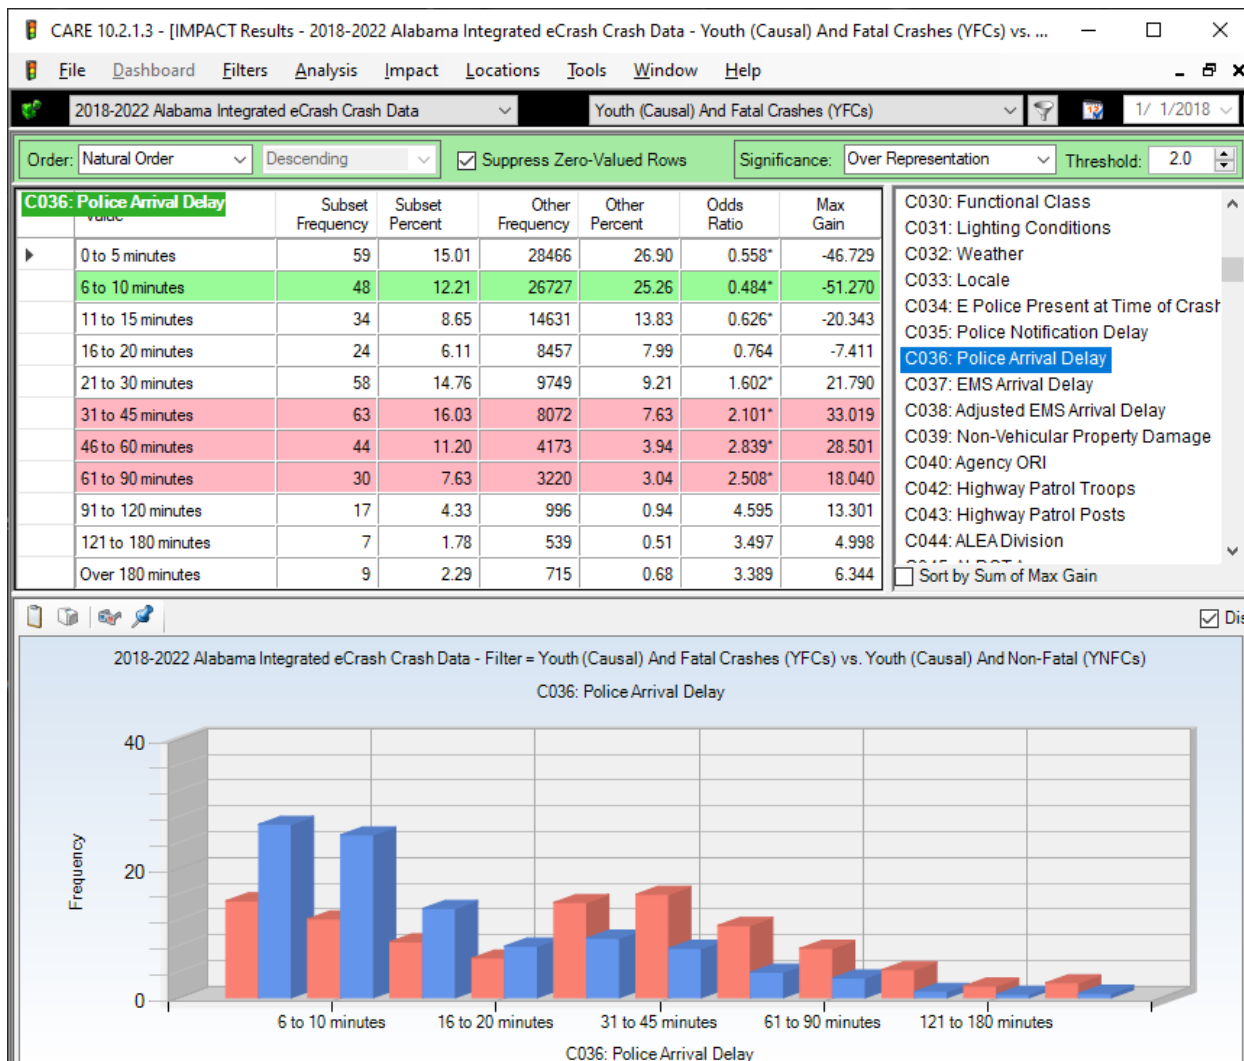 CARE 10.2.1.3 - [IMPACT Results - 2018-2022 Alabama Integrated eCrash Crash Data - Youth (Causal) And Fatal Crashes (YFCs) vs. ...
File Dashboard Filters Analysis Impact Locations Tools Window Help
2018-2022 Alabama Integrated eCrash Crash Data Youth (Causal) And Fatal Crashes (YFCs) 1/ 1/2018
Order: Natural Order Descending Suppress Zero-Valued Rows Significance: Over Representation Threshold: 2.0
C036: Police Arrival Delay Subset Frequency Subset Percent Other Frequency Other Percent Odds Ratio Max Gain
0 to 5 minutes 59 15.01 28466 26.90 0.558* -46.729
6 to 10 minutes 48 12.21 26727 25.26 0.484* -51.270
11 to 15 minutes 34 8.65 14631 13.83 0.626* -20.343
16 to 20 minutes 24 6.11 8457 7.99 0.764 -7.411
21 to 30 minutes 58 14.76 9749 9.21 1.602* 21.790
31 to 45 minutes 63 16.03 8072 7.63 2.101* 33.019
46 to 60 minutes 44 11.20 4173 3.94 2.839* 28.501
61 to 90 minutes 30 7.63 3220 3.04 2.508* 18.040
91 to 120 minutes 17 4.33 996 0.94 4.595 13.301
121 to 180 minutes 7 1.78 539 0.51 3.497 4.998
Over 180 minutes 9 2.29 715 0.68 3.389 6.344
C030: Functional Class
C031: Lighting Conditions
C032: Weather
C033: Locale
C034: E Police Present at Time of Crash
C035: Police Notification Delay
C036: Police Arrival Delay
C037: EMS Arrival Delay
C038: Adjusted EMS Arrival Delay
C039: Non-Vehicular Property Damage
C040: Agency ORI
C042: Highway Patrol Troops
C043: Highway Patrol Posts
C044: ALEA Division
Sort by Sum of Max Gain
Dis
2018-2022 Alabama Integrated eCrash Crash Data - Filter = Youth (Causal) And Fatal Crashes (YFCs) vs. Youth (Causal) And Non-Fatal (YNFCs)
C036: Police Arrival Delay
40
20
0
Frequency
6 to 10 minutes 16 to 20 minutes 31 to 45 minutes 61 to 90 minutes 121 to 180 minutes
C036: Police Arrival Delay